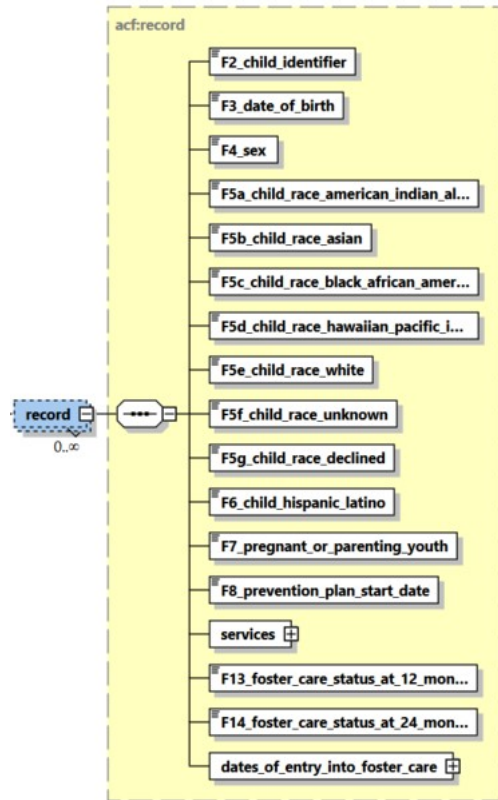 acf:record
F2_child_identifier
F3_date_of_birth
F4_sex
F5a_child_race_american_indian_al...
F5b_child_race_asian
F5c_child_race_black_african_amer...
F5d_child_race_hawaiian_pacific_i...
F5e_child_race_white
record
F5f_child_race_unknown
0..∞
F5g_child_race_declined
F6_child_hispanic_latino
F7_pregnant_or_parenting_youth
F8_prevention_plan_start_date
services
F13_foster_care_status_at_12_mon...
F14_foster_care_status_at_24_mon...
dates_of_entry_into_foster_care